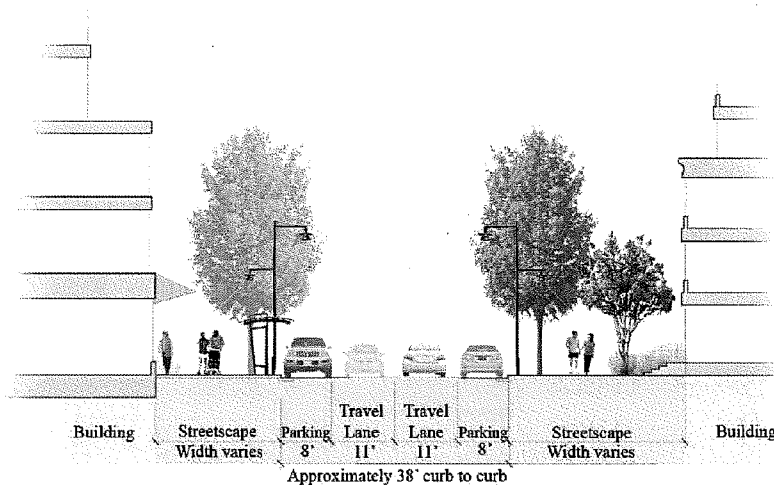 Building
Streetscape
Width varies
Parking
8'
Travel
Lane
11'
Travel
Lane
11'
Parking
8'
Streetscape
Width varies
Building
Approximately 38' curb to curb